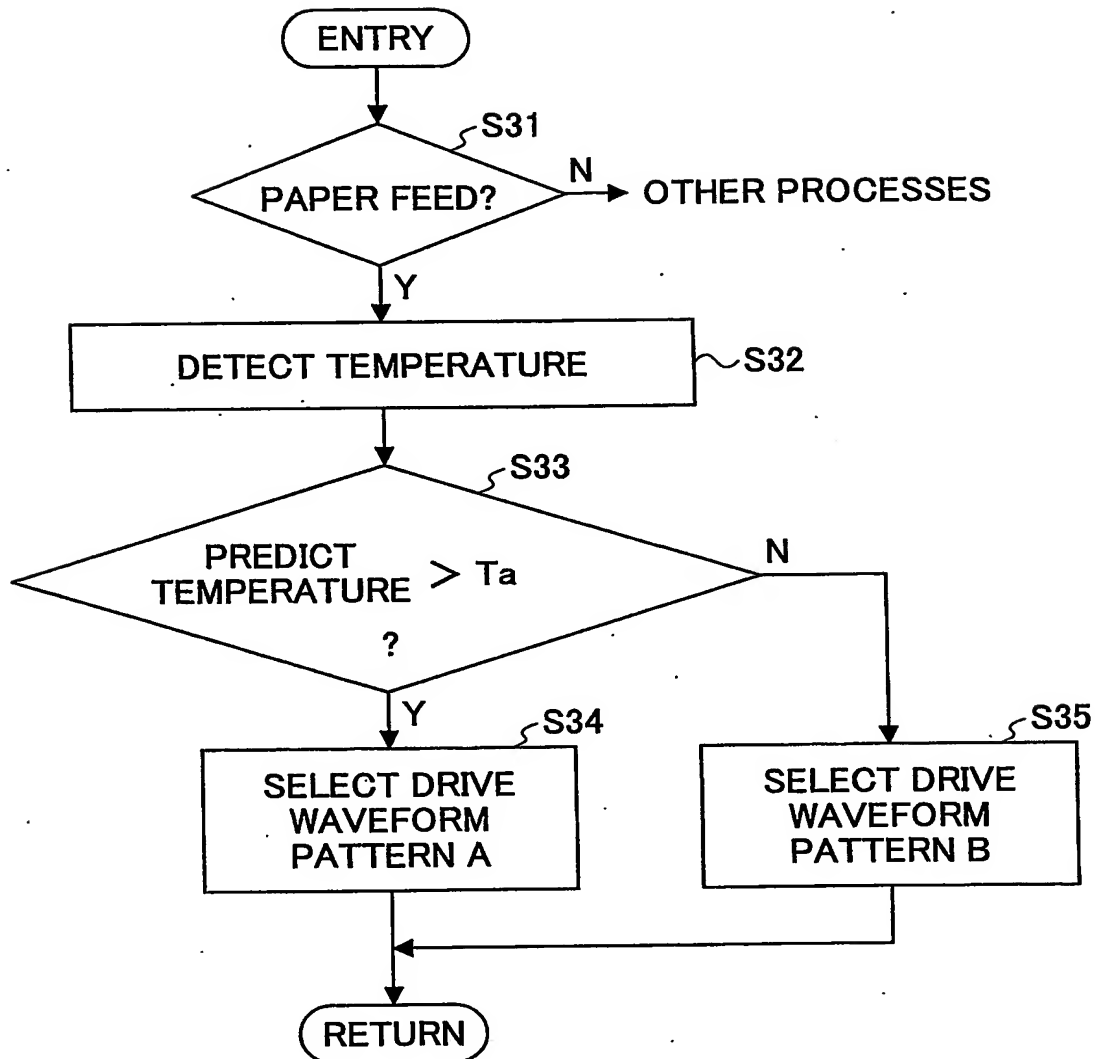 ENTRY
S31
PAPER FEED?
N
OTHER PROCESSES
Y
DETECT TEMPERATURE
S32
S33
PREDICT
TEMPERATURE > Ta
?
N
Y
S34
SELECT DRIVE
WAVEFORM
PATTERN A
S35
SELECT DRIVE
WAVEFORM
PATTERN B
RETURN